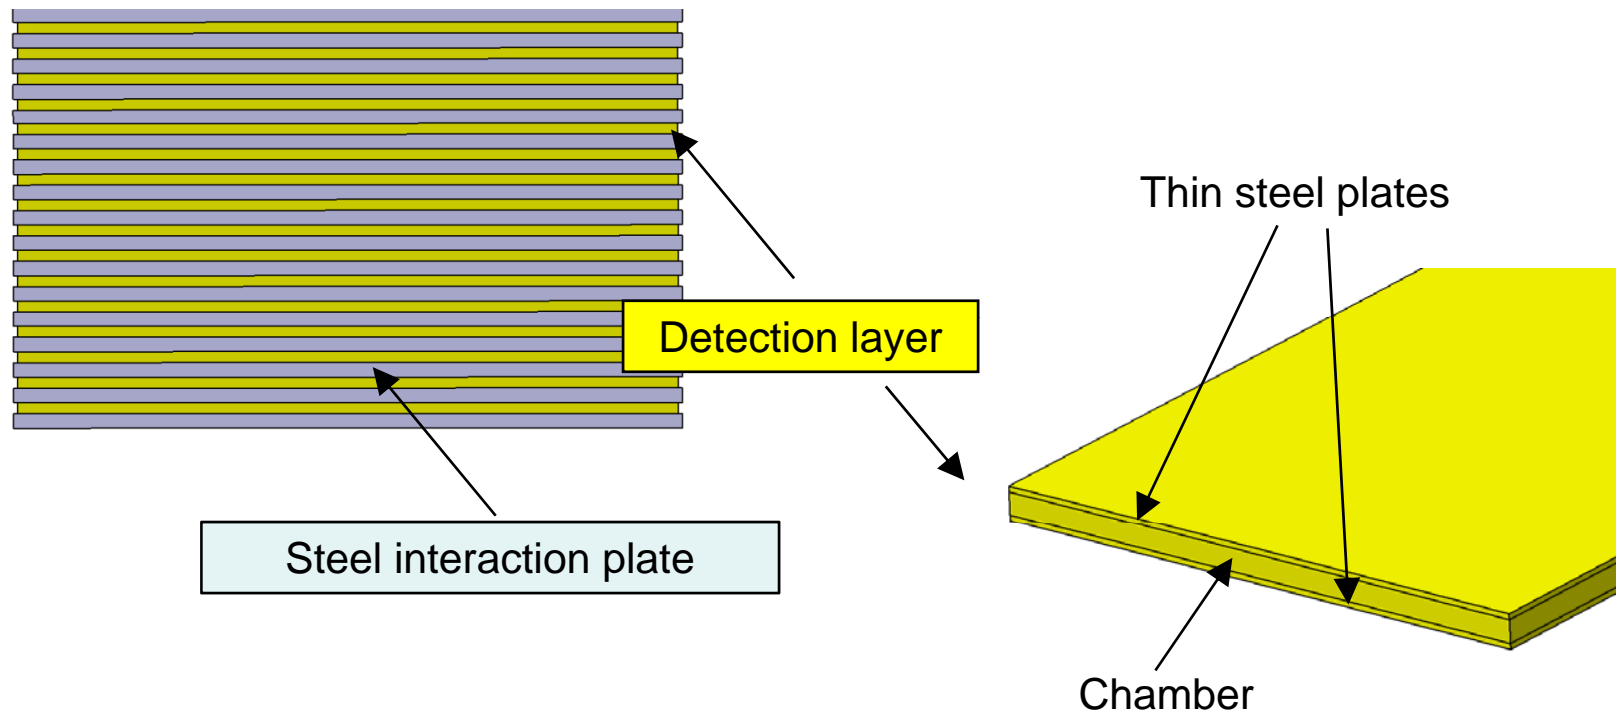 Thin steel plates
Detection layer
Steel interaction plate
Chamber